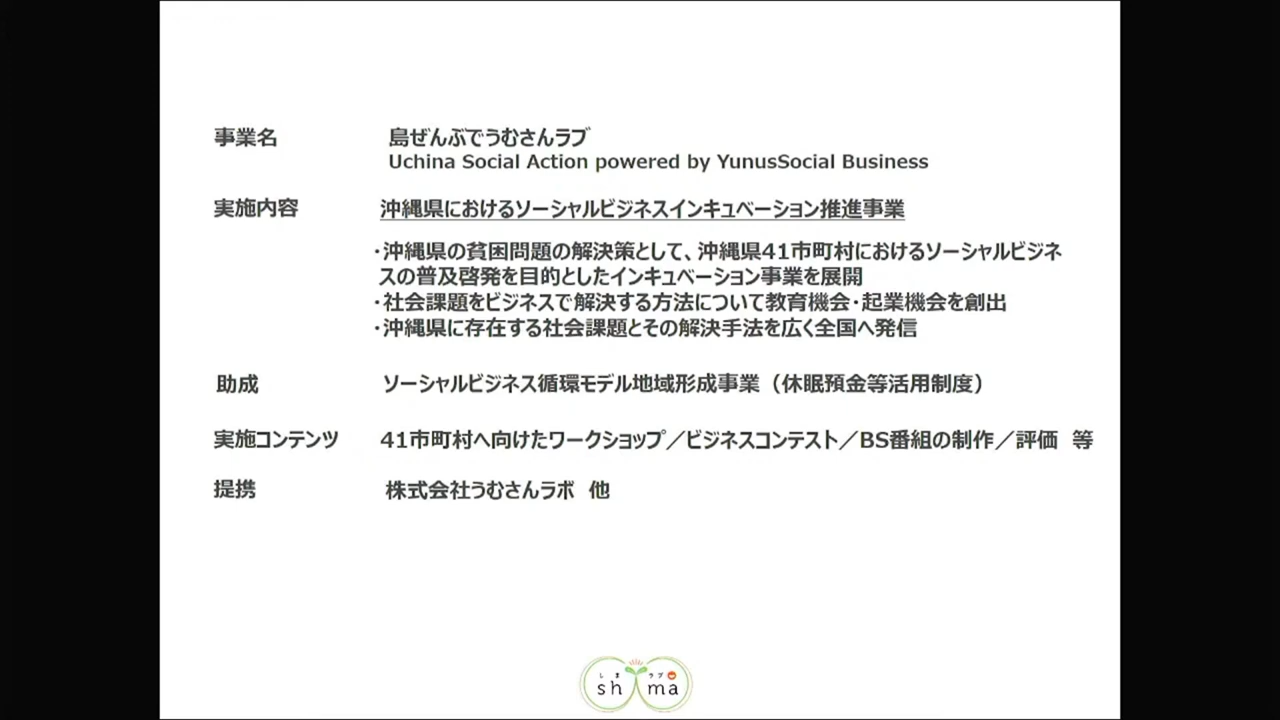 事業名 島ぜんぶでうむさんラブ
Uchina Social Action powered by YunusSocial Business
実施内容 沖縄県におけるソーシャルビジネスインキュベーション推進事業
・沖縄県の貧困問題の解決策として、沖縄県41市町村におけるソーシャルビジネ
スの普及啓発を目的としたインキュベーション事業を展開
・社会課題をビジネスで解決する方法について教育機会・起業機会を創出
・沖縄県に存在する社会課題とその解決手法を広く全国へ発信
助成 ソーシャルビジネス循環モデル地域形成事業（休眠預金等活用制度）
実施コンテンツ 41市町村へ向けたワークショップ／ビジネスコンテスト／BS番組の制作／評価 等
提携 株式会社うむさんラボ 他
しま ラブ
sh ma